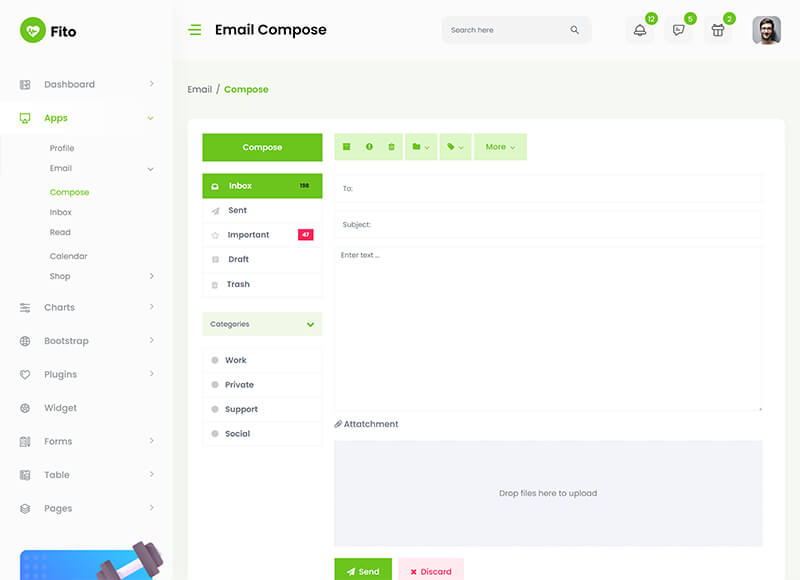 Fito
Email Compose
Search here
12
5
2
Dashboard
Apps
Profile
Email
Compose
Inbox
Read
Calendar
Shop
Charts
Bootstrap
Plugins
Widget
Forms
Table
Pages
Email / Compose
Compose
Inbox 198
Sent
Important 47
Draft
Trash
Categories
Work
Private
Support
Social
More
To:
Subject:
Enter text ...
Attatchment
Drop files here to upload
Send
Discard